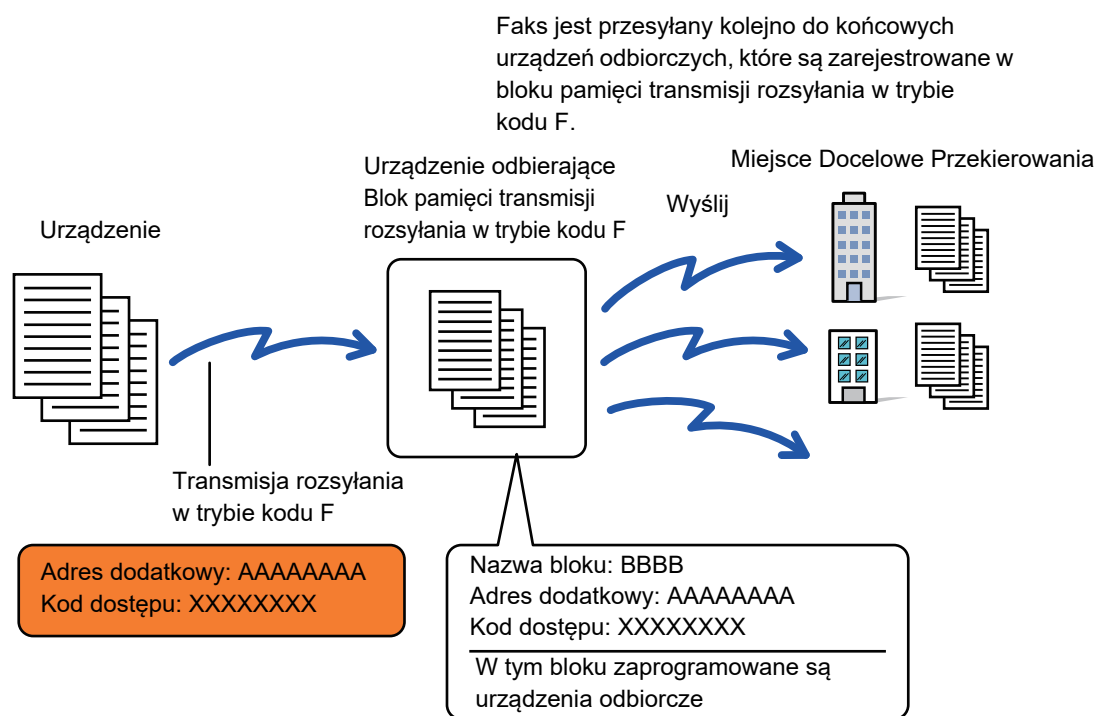 Faks jest przesyłany kolejno do końcowych
urządzeń odbiorczych, które są zarejestrowane w
bloku pamięci transmisji rozsyłania w trybie
kodu F.
Urządzenie odbierające
Blok pamięci transmisji
rozsyłania w trybie kodu F
Miejsce Docelowe Przekierowania
Wyślij
Urządzenie
Transmisja rozsyłania
w trybie kodu F
Adres dodatkowy: AAAAAAAA
Kod dostępu: XXXXXXXX
Nazwa bloku: BBBB
Adres dodatkowy: AAAAAAAA
Kod dostępu: XXXXXXXX
W tym bloku zaprogramowane są
urządzenia odbiorcze